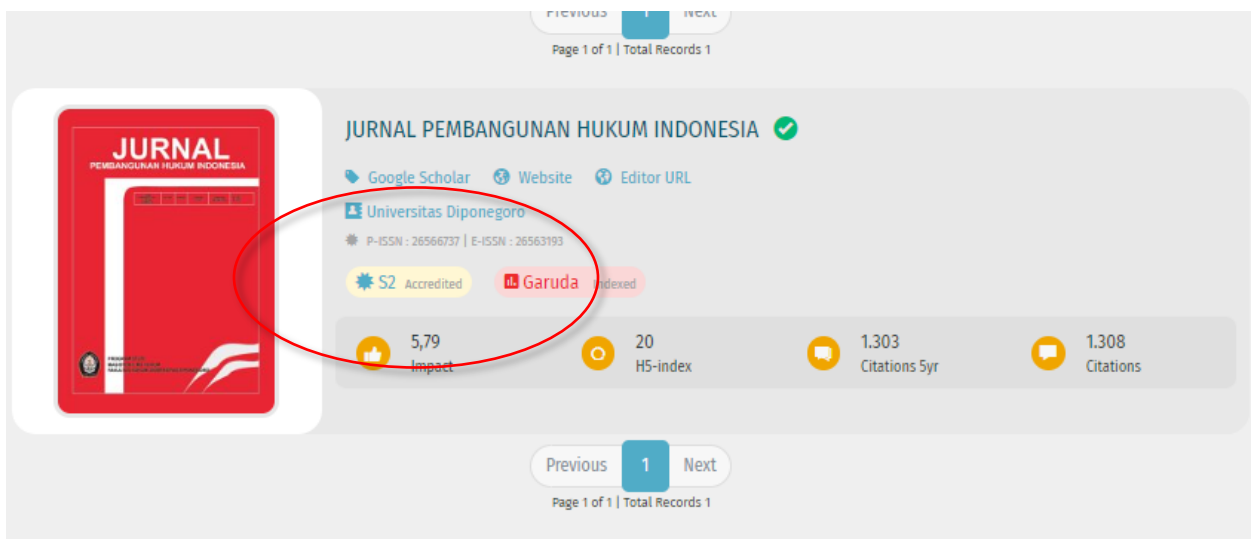 Previous 1 Next
Page 1 of 1 | Total Records 1
JURNAL
PEMBANGUNAN HUKUM INDONESIA
JURNAL PEMBANGUNAN HUKUM INDONESIA
Google Scholar Website Editor URL
Universitas Diponegoro
P-ISSN : 26566737 | E-ISSN : 26563193
S2 Accredited Garuda Indexed
5,79 20 1.303 1.308
Impact H5-index Citations 5yr Citations
Previous 1 Next
Page 1 of 1 | Total Records 1